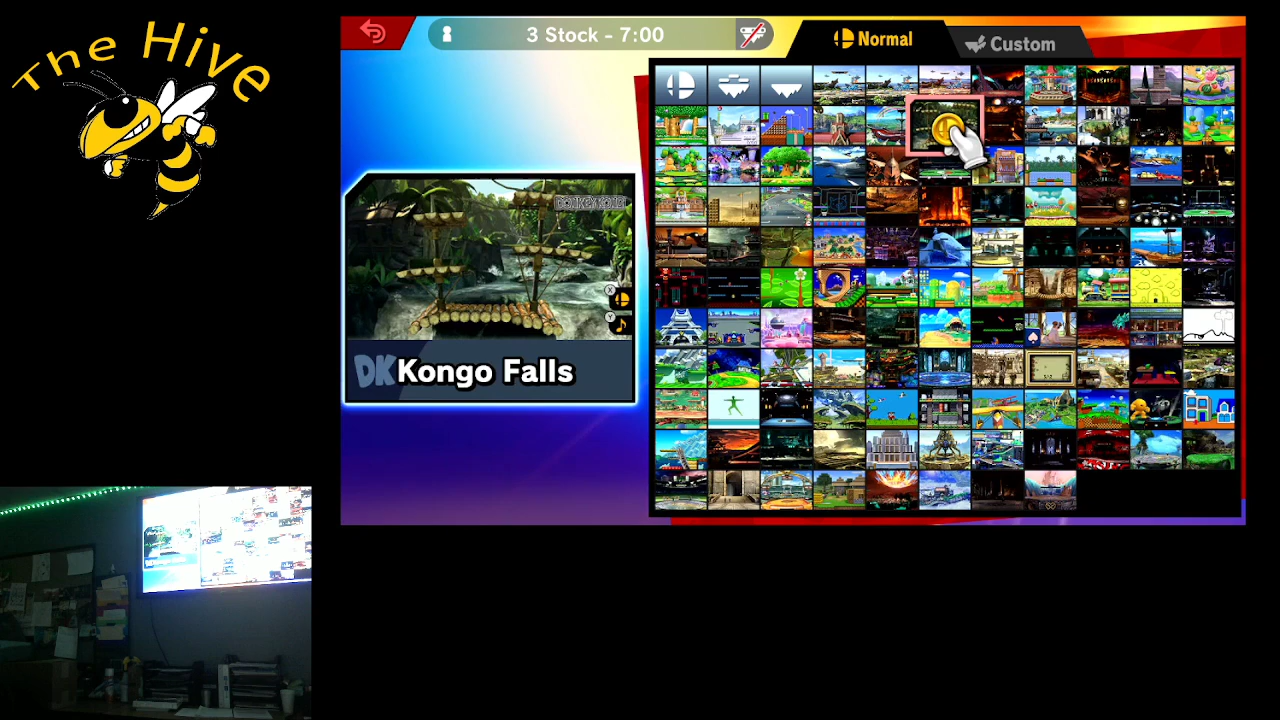 The Hive
3 Stock - 7:00
Normal
Custom
X
Y
DK Kongo Falls